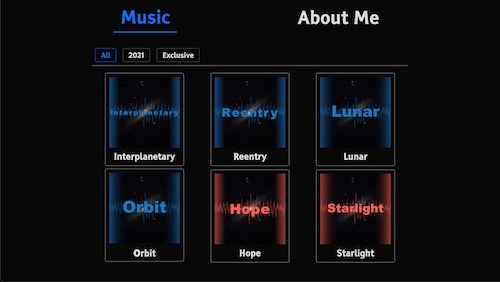 Music About Me
All 2021 Exclusive
Interplanetary Reentry Lunar
Interplanetary Reentry Lunar
Orbit Hope Starlight
Orbit Hope Starlight